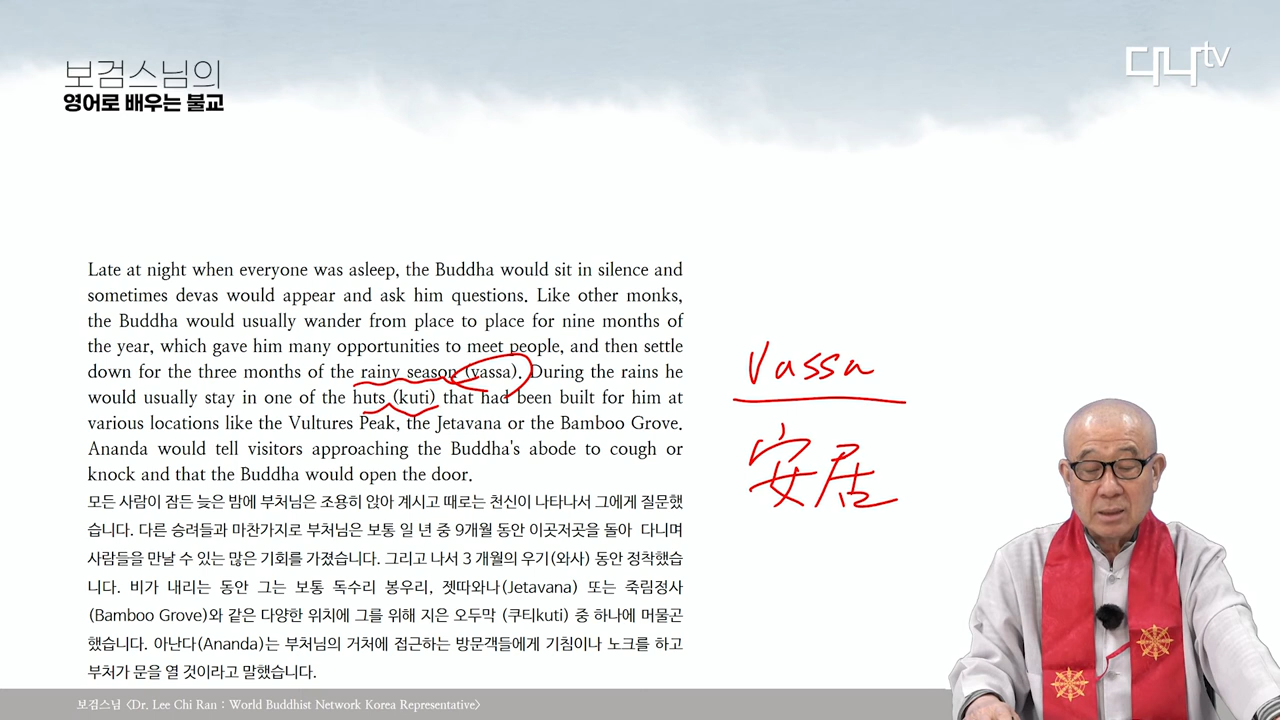 보검스님의
영어로 배우는 불교
다나tv
Late at night when everyone was asleep, the Buddha would sit in silence and
sometimes devas would appear and ask him questions. Like other monks,
the Buddha would usually wander from place to place for nine months of
the year, which gave him many opportunities to meet people, and then settle
down for the three months of the rainy season (vassa). During the rains he
would usually stay in one of the huts (kuti) that had been built for him at
various locations like the Vultures Peak, the Jetavana or the Bamboo Grove.
Ananda would tell visitors approaching the Buddha's abode to cough or
knock and that the Buddha would open the door.
모든 사람이 잠든 늦은 밤에 부처님은 조용히 앉아 계시고 때로는 천신이 나타나서 그에게 질문했
습니다. 다른 승려들과 마찬가지로 부처님은 보통 일 년 중 9개월 동안 이곳저곳을 돌아 다니며
사람들을 만날 수 있는 많은 기회를 가졌습니다. 그리고 나서 3 개월의 우기(와사) 동안 정착했습
니다. 비가 내리는 동안 그는 보통 독수리 봉우리, 젯따와나(Jetavana) 또는 죽림정사
(Bamboo Grove)와 같은 다양한 위치에 그를 위해 지은 오두막 (쿠티kuti) 중 하나에 머물곤
했습니다. 아난다(Ananda)는 부처님의 거처에 접근하는 방문객들에게 기침이나 노크를 하고
부처가 문을 열 것이라고 말했습니다.
Vassa
安居
보검스님 <Dr. Lee Chi Ran : World Buddhist Network Korea Representative>